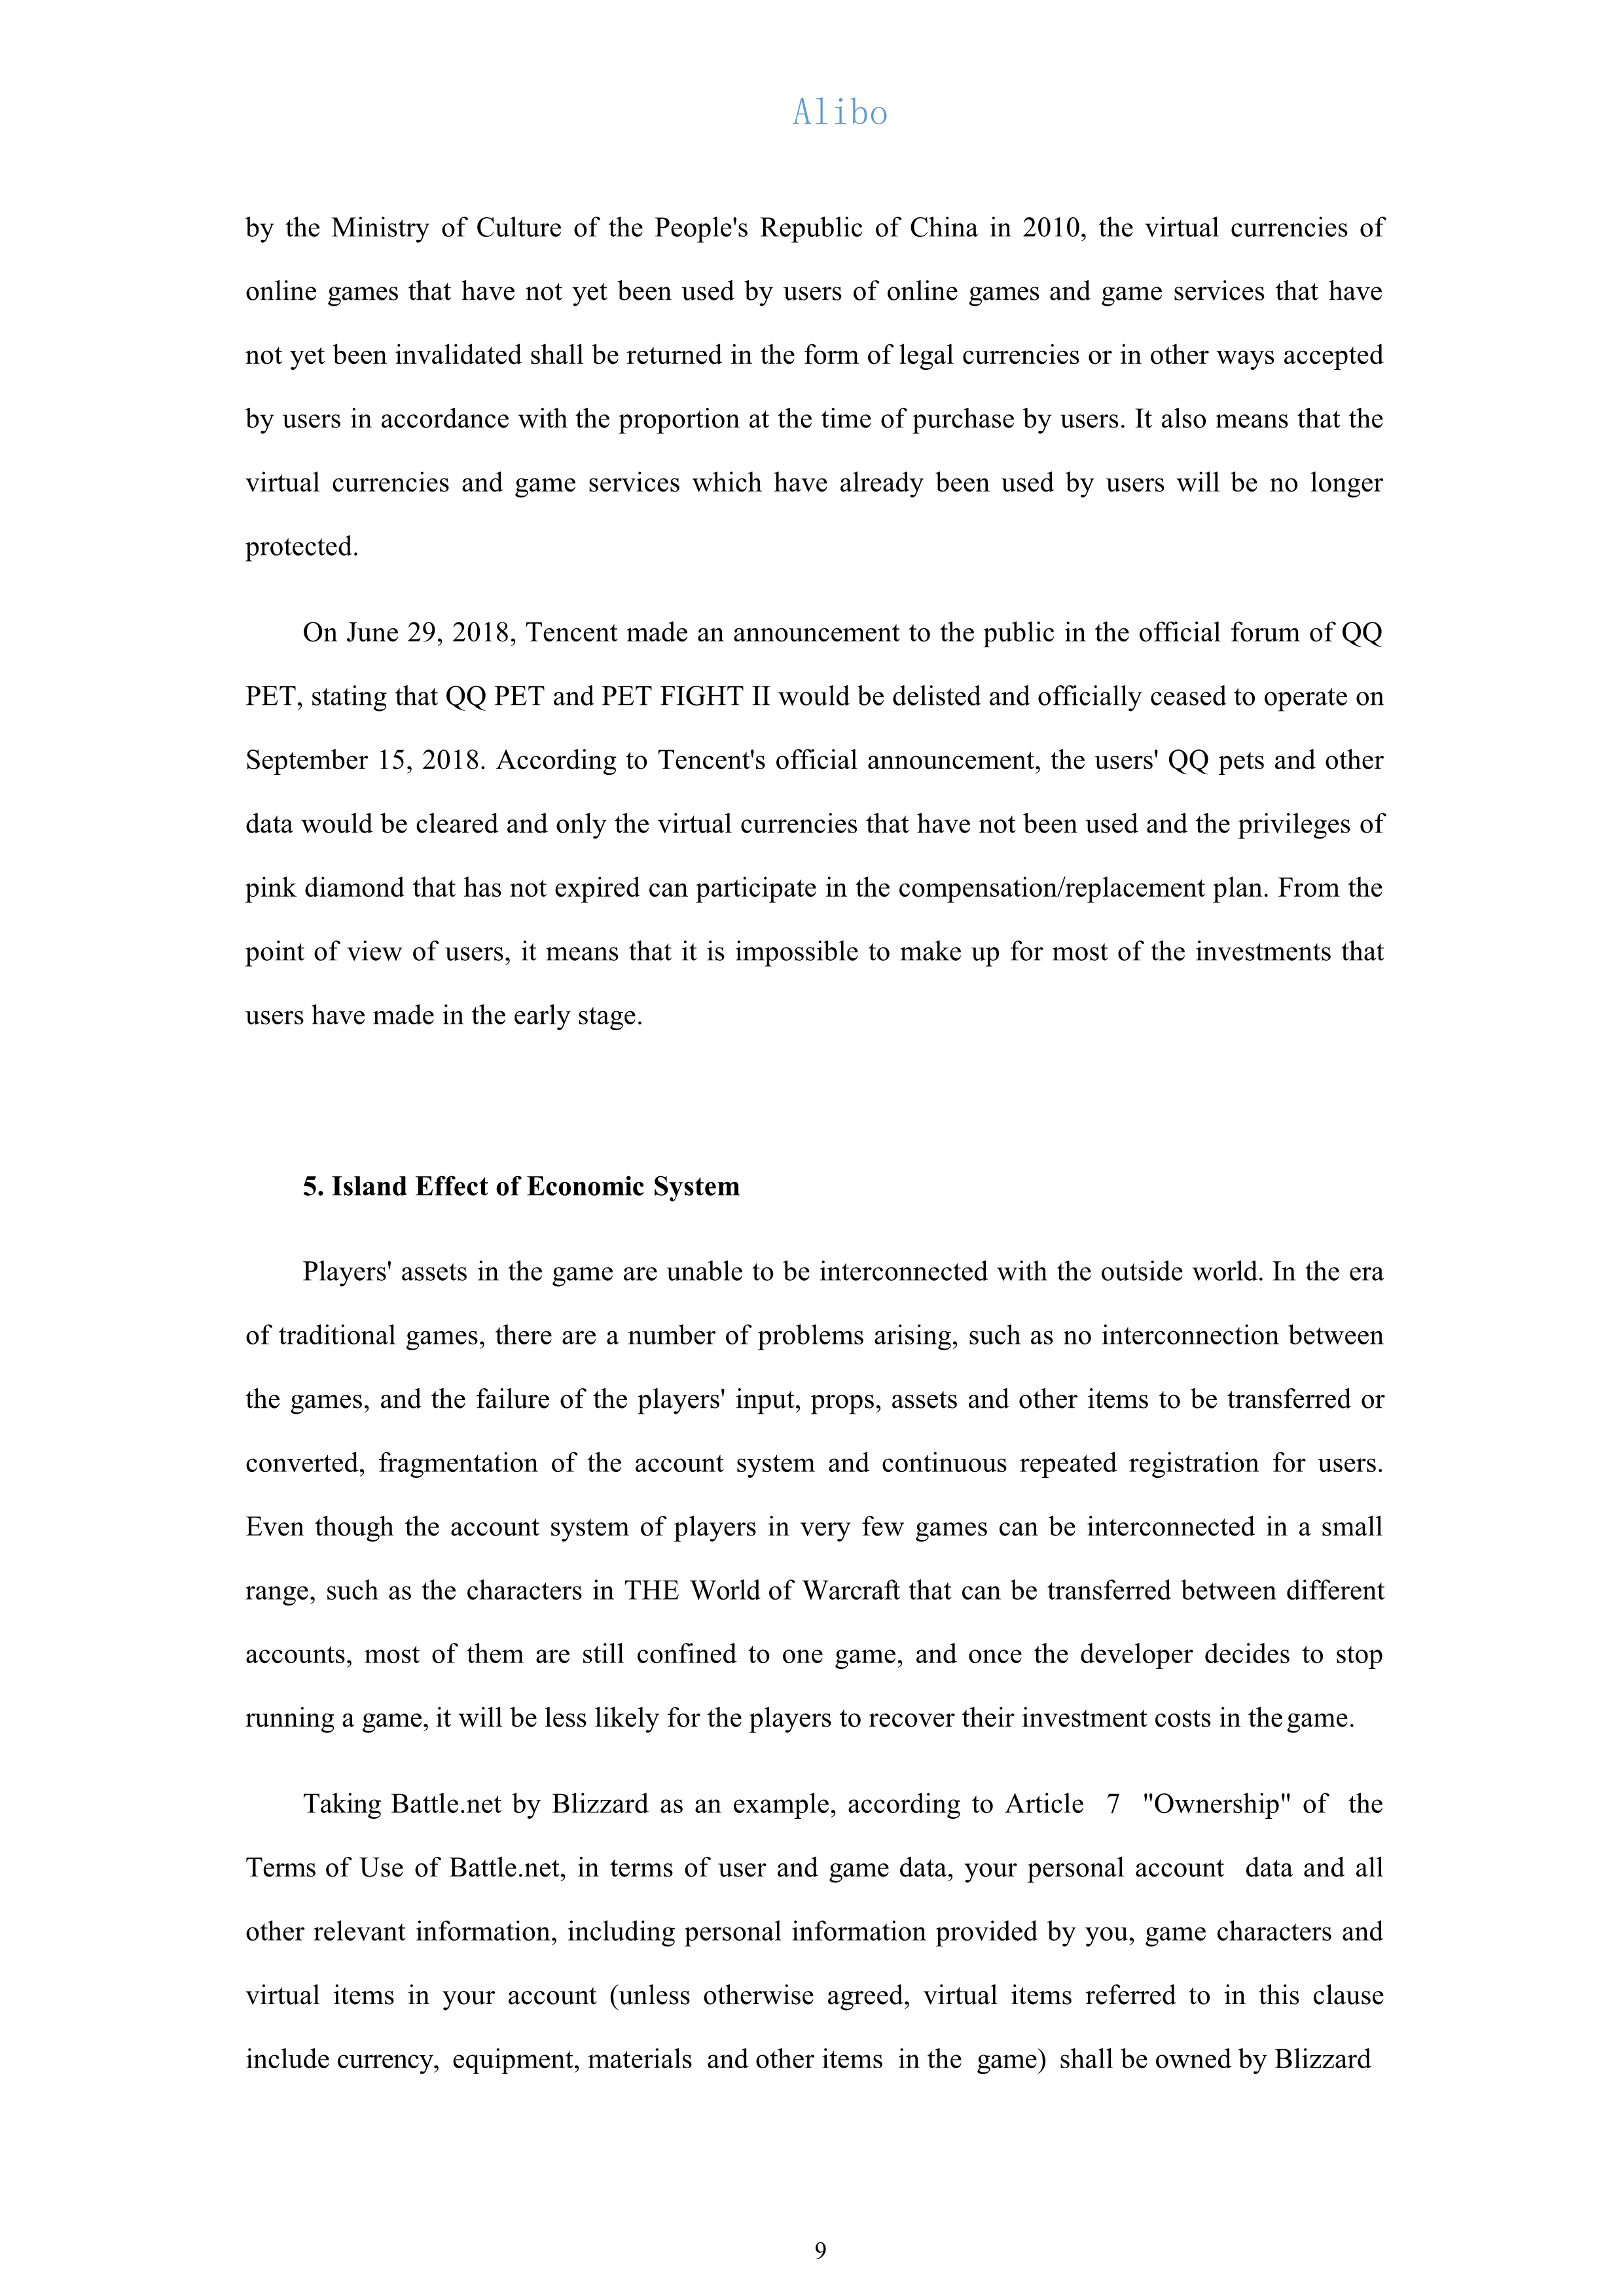 Alibo
by the Ministry of Culture of the People's Republic of China in 2010, the virtual currencies of
online games that have not yet been used by users of online games and game services that have
not yet been invalidated shall be returned in the form of legal currencies or in other ways accepted
by users in accordance with the proportion at the time of purchase by users. It also means that the
virtual currencies and game services which have already been used by users will be no longer
protected.
On June 29, 2018, Tencent made an announcement to the public in the official forum of QQ
PET, stating that QQ PET and PET FIGHT II would be delisted and officially ceased to operate on
September 15, 2018. According to Tencent's official announcement, the users' QQ pets and other
data would be cleared and only the virtual currencies that have not been used and the privileges of
pink diamond that has not expired can participate in the compensation/replacement plan. From the
point of view of users, it means that it is impossible to make up for most of the investments that
users have made in the early stage.
5. Island Effect of Economic System
Players' assets in the game are unable to be interconnected with the outside world. In the era
of traditional games, there are a number of problems arising, such as no interconnection between
the games, and the failure of the players' input, props, assets and other items to be transferred or
converted, fragmentation of the account system and continuous repeated registration for users.
Even though the account system of players in very few games can be interconnected in a small
range, such as the characters in THE World of Warcraft that can be transferred between different
accounts, most of them are still confined to one game, and once the developer decides to stop
running a game, it will be less likely for the players to recover their investment costs in the game.
Taking Battle.net by Blizzard as an example, according to Article 7 "Ownership" of the
Terms of Use of Battle.net, in terms of user and game data, your personal account data and all
other relevant information, including personal information provided by you, game characters and
virtual items in your account (unless otherwise agreed, virtual items referred to in this clause
include currency, equipment, materials and other items in the game) shall be owned by Blizzard
9